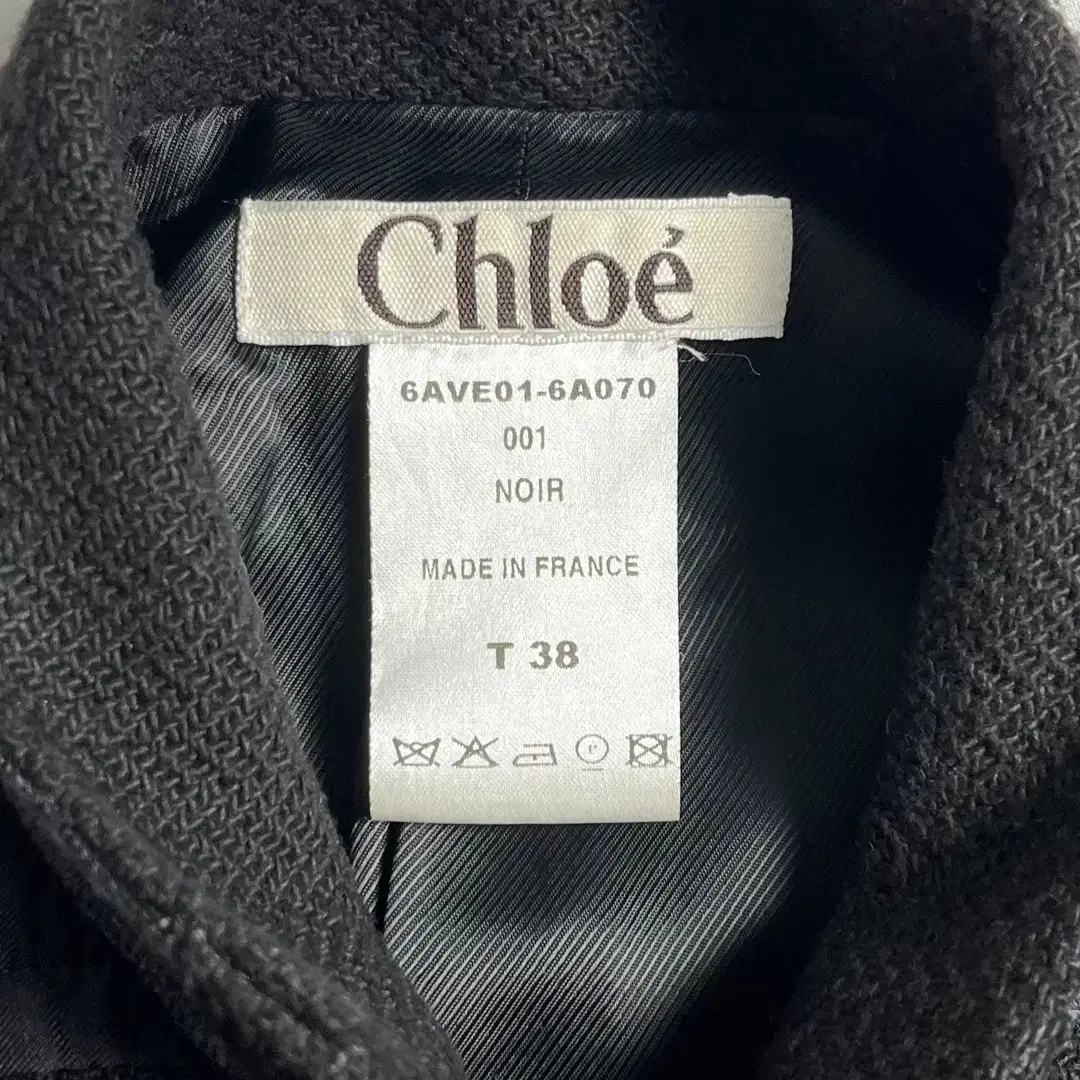 Chloé
6AVE01-6A070
001
NOIR
MADE IN FRANCE
T 38